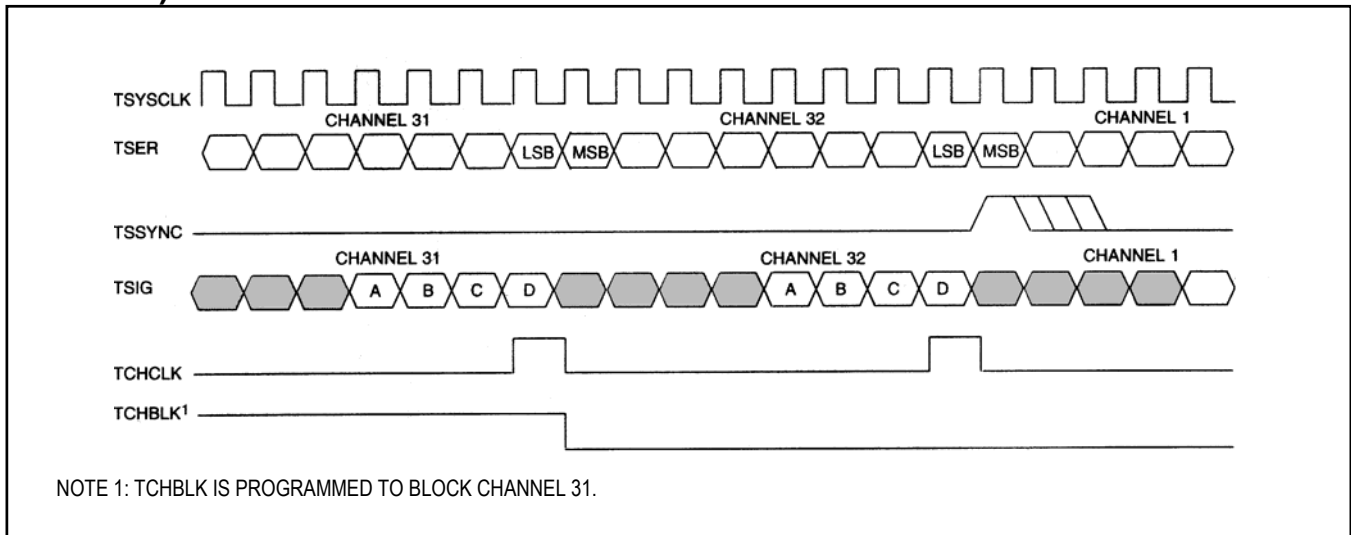 )
TSYSCLK
CHANNEL 31 CHANNEL 32 CHANNEL 1
TSER LSB MSB LSB MSB
TSSYNC
CHANNEL 31 CHANNEL 32 CHANNEL 1
TSIG A B C D A B C D
TCHCLK
TCHBLK1
NOTE 1: TCHBLK IS PROGRAMMED TO BLOCK CHANNEL 31.